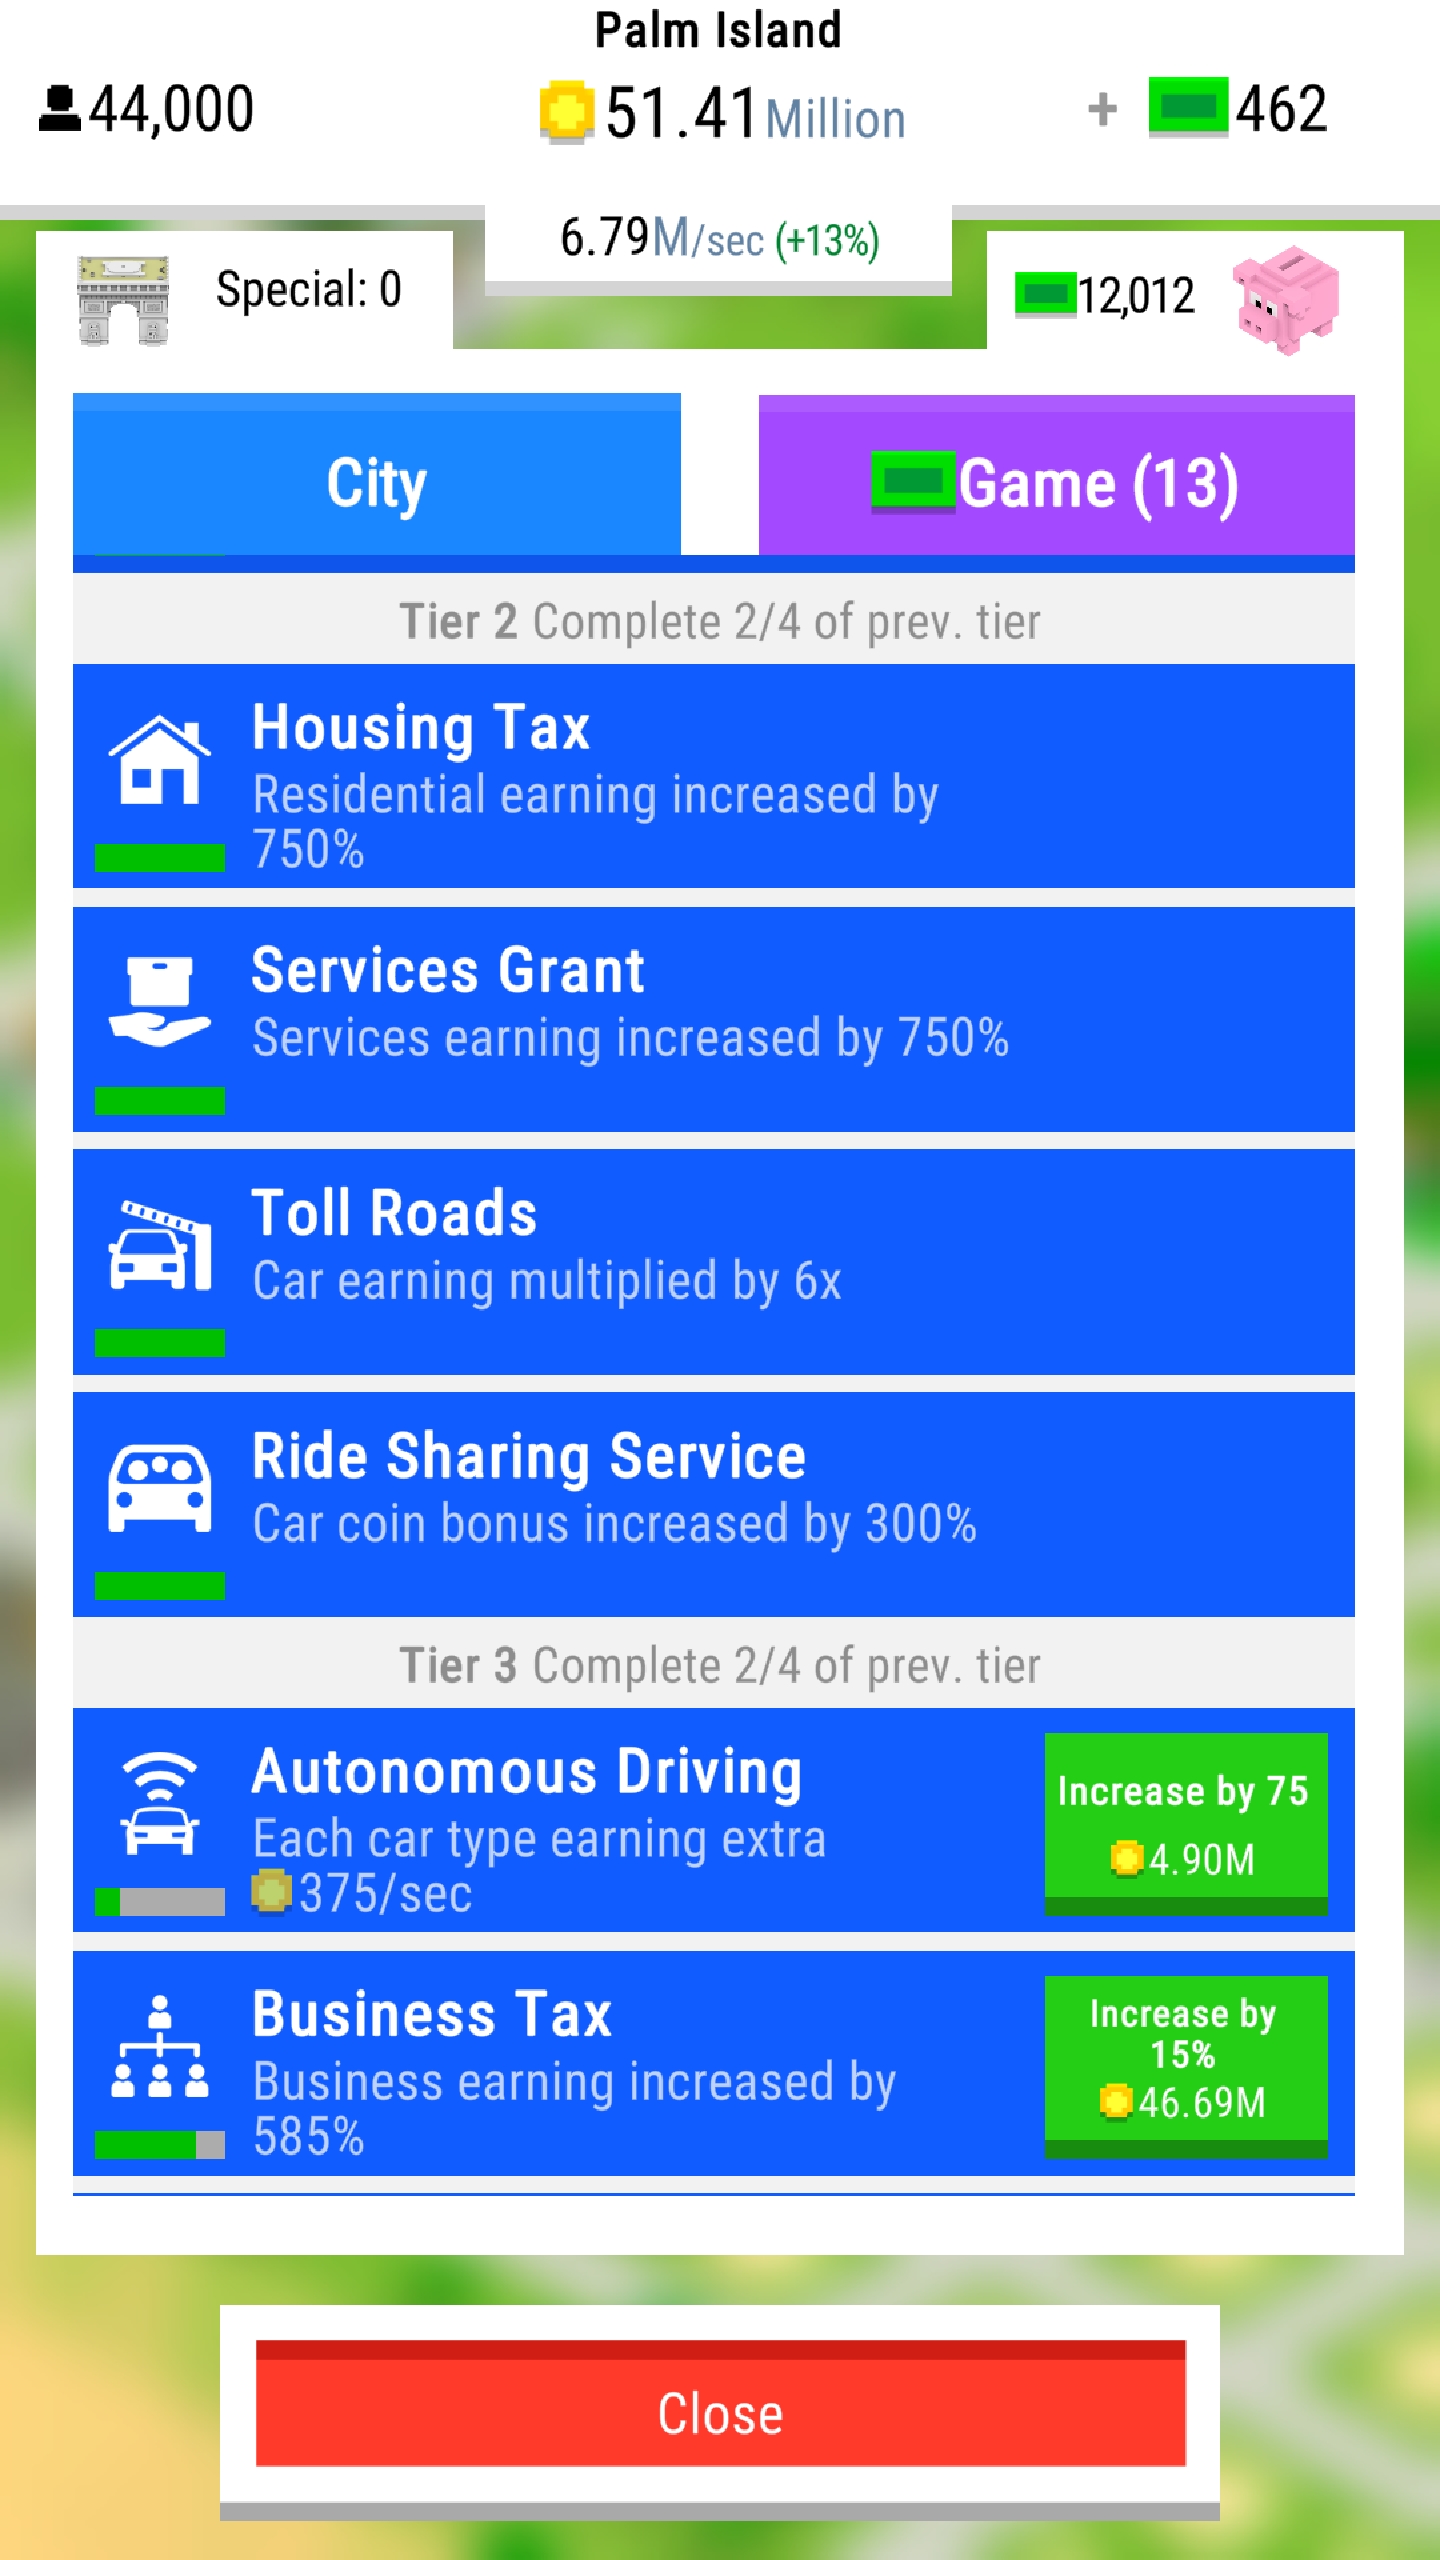 Palm Island
44,000
51.41 Million
+ 462
6.79M/sec (+13%)
Special: 0
12,012
City
Game (13)
Tier 2 Complete 2/4 of prev. tier
Housing Tax
Residential earning increased by
750%
Services Grant
Services earning increased by 750%
Toll Roads
Car earning multiplied by 6x
Ride Sharing Service
Car coin bonus increased by 300%
Tier 3 Complete 2/4 of prev. tier
Autonomous Driving
Each car type earning extra
375/sec
Increase by 75
4.90M
Business Tax
Business earning increased by
585%
Increase by
15%
46.69M
Close